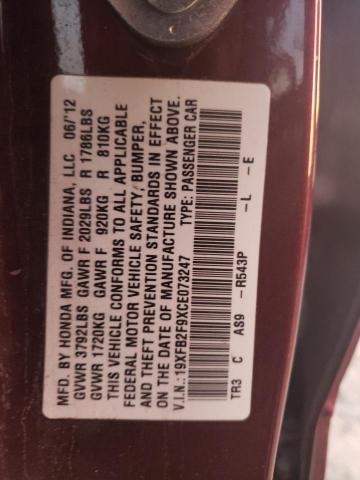 MFD. BY HONDA MFG. OF INDIANA, LLC 06/'12
GVWR 3792LBS GAWR F 2029LBS R 1786LBS
GVWR 1720KG GAWR F 920KG R 810KG
THIS VEHICLE CONFORMS TO ALL APPLICABLE
FEDERAL MOTOR VEHICLE SAFETY, BUMPER,
AND THEFT PREVENTION STANDARDS IN EFFECT
ON THE DATE OF MANUFACTURE SHOWN ABOVE.
V.I.N.: 19XFB2F9XCE073247 TYPE: PASSENGER CAR
TR3 C AS9 - R543P - L - E